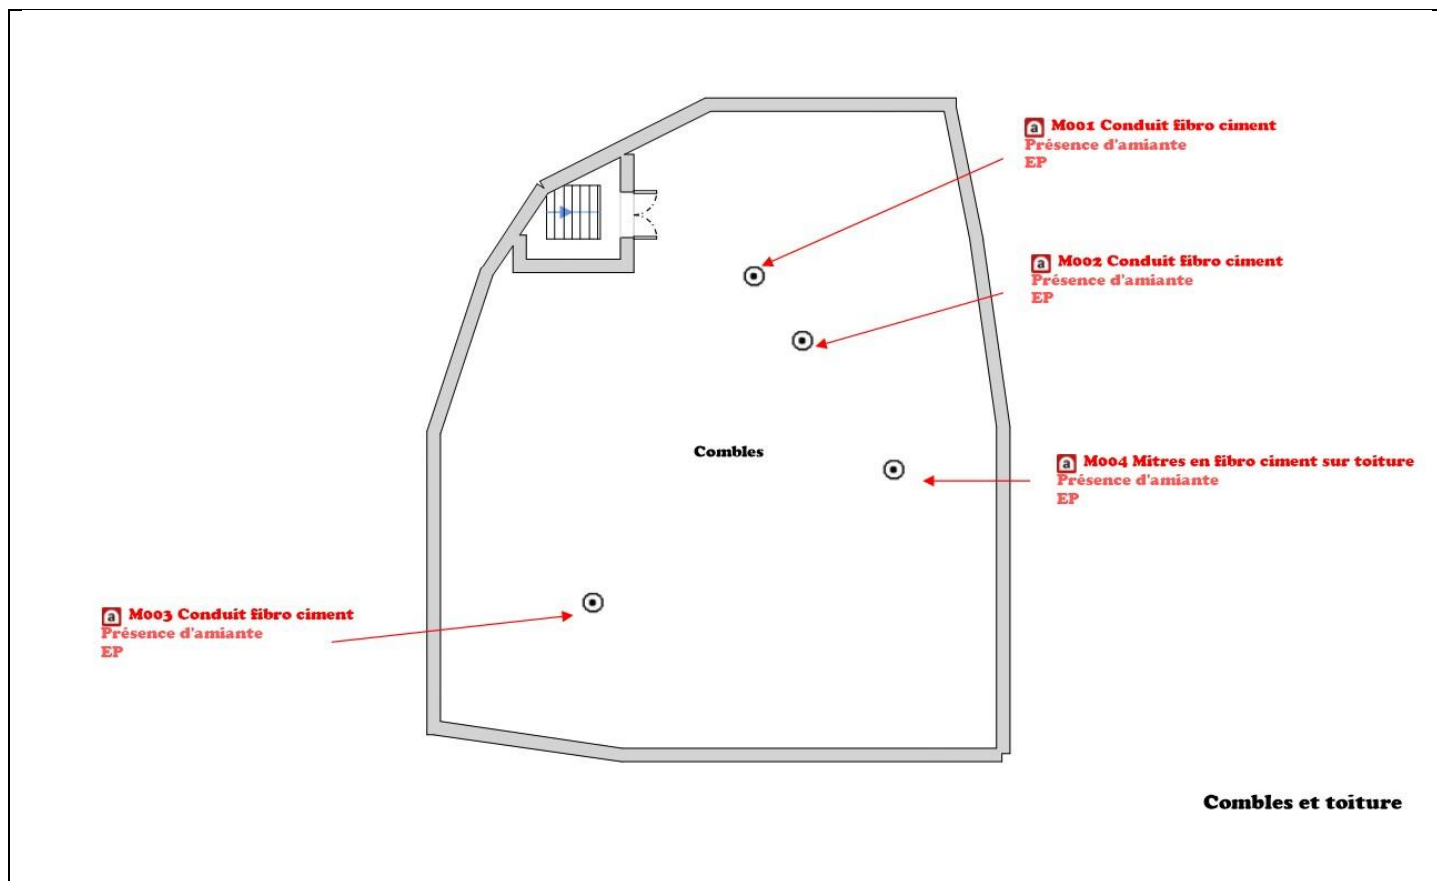 a M001 Conduit fibro ciment
Présence d'amiante
EP
a M002 Conduit fibro ciment
Présence d'amiante
EP
Combles
a M004 Mitres en fibro ciment sur toiture
Présence d'amiante
EP
a M003 Conduit fibro ciment
Présence d'amiante
EP
Combles et toiture